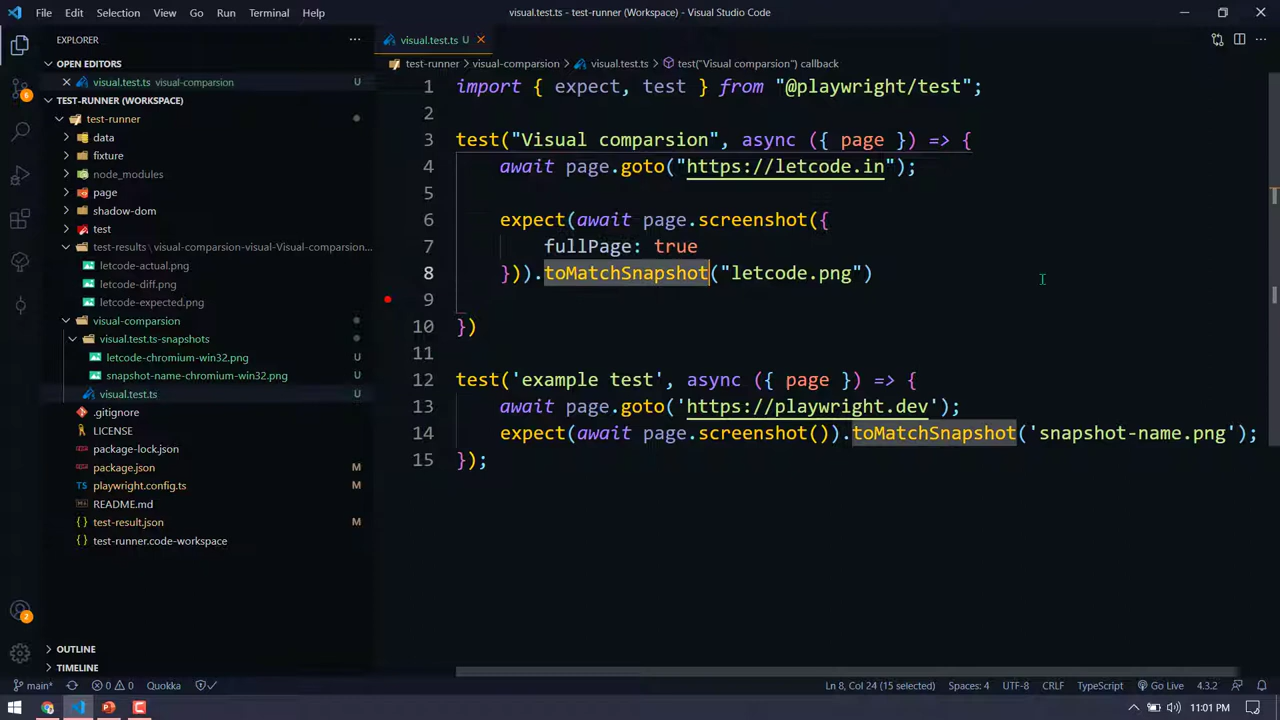 File Edit Selection View Go Run Terminal Help
visual.test.ts - test-runner (Workspace) - Visual Studio Code
EXPLORER
OPEN EDITORS
visual.test.ts visual-comparsion U
TEST-RUNNER (WORKSPACE)
test-runner
data
fixture
node_modules
page
shadow-dom
test
test-results \ visual-comparsion-visual-Visual-comparsion...
letcode-actual.png
letcode-diff.png
letcode-expected.png
visual-comparsion
visual.test.ts-snapshots
letcode-chromium-win32.png U
snapshot-name-chromium-win32.png U
visual.test.ts U
.gitignore
LICENSE
package-lock.json
package.json M
TS playwright.config.ts M
README.md
{} test-result.json M
{} test-runner.code-workspace
OUTLINE
TIMELINE
6
2
visual.test.ts U
test-runner > visual-comparsion > visual.test.ts > test("Visual comparsion") callback
1 import { expect, test } from "@playwright/test";
2
3 test("Visual comparsion", async ({ page }) => {
4 await page.goto("https://letcode.in");
5
6 expect(await page.screenshot({
7 fullPage: true
8 })).toMatchSnapshot("letcode.png")
9
10 })
11
12 test('example test', async ({ page }) => {
13 await page.goto('https://playwright.dev');
14 expect(await page.screenshot()).toMatchSnapshot('snapshot-name.png');
15 });
main* 0 0 Quokka Ln 8, Col 24 (15 selected) Spaces: 4 UTF-8 CRLF TypeScript Go Live 4.3.2
11:01 PM